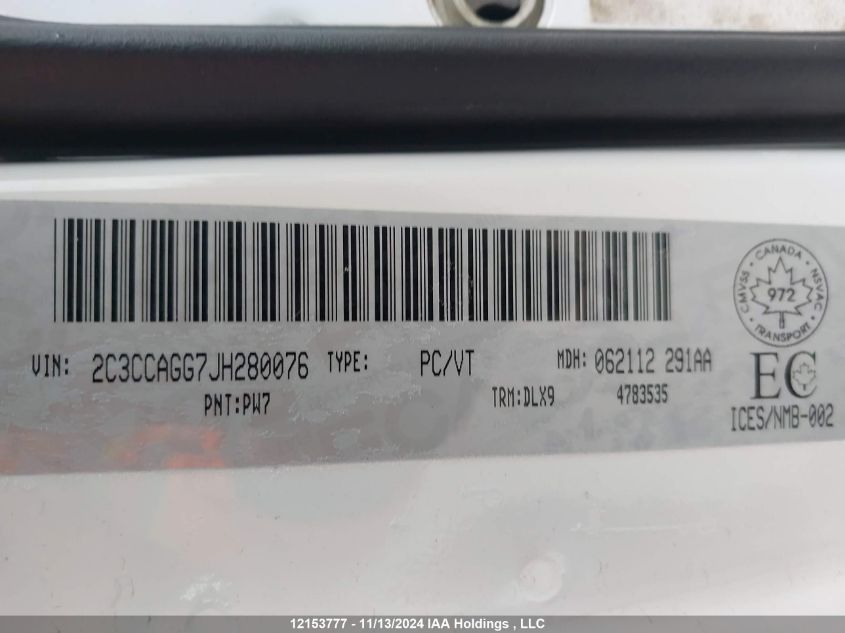 CANADA
CMVSS
NSVAC
972
TRANSPORT
VIN: 2C3CCAGG7JH280076 TYPE: PC/VT MDH: 062112 291AA
EC
PNT:PW7 TRM:DLX9 4783535
ICES/NMB-002
12153777 - 11/13/2024 IAA Holdings , LLC